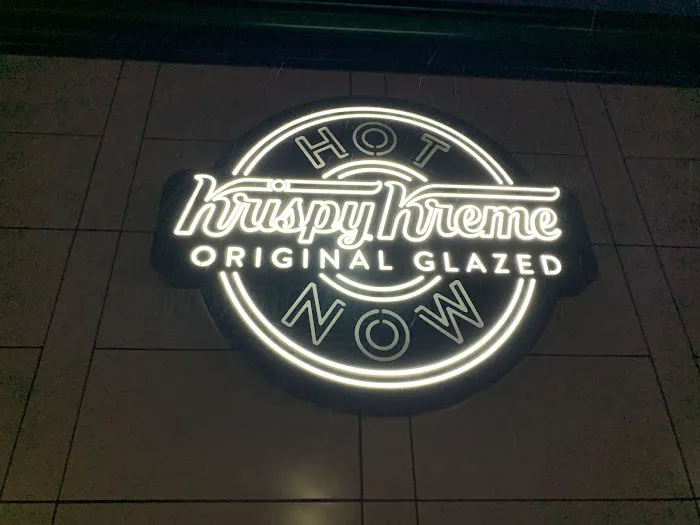 HOT
Krispy Kreme
ORIGINAL GLAZED
NOW